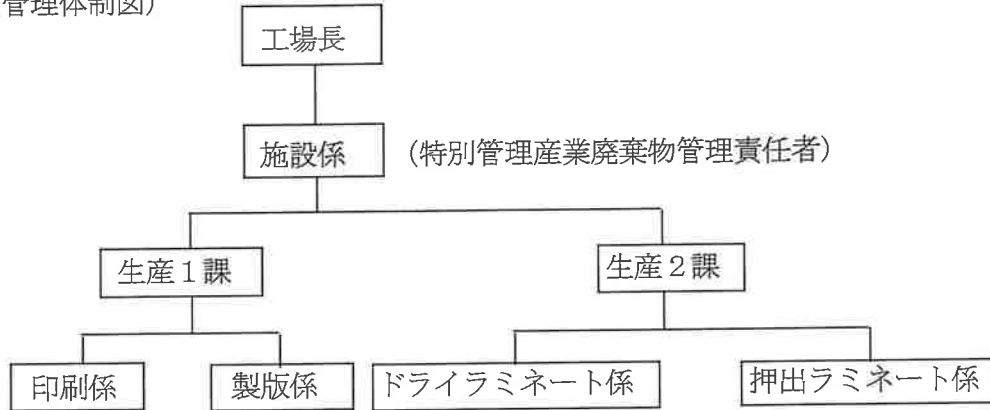 管理体制図)
工場長
施設係 (特別管理産業廃棄物管理責任者)
生産1課 生産2課
印刷係 製版係 ドライラミネート係 押出ラミネート係